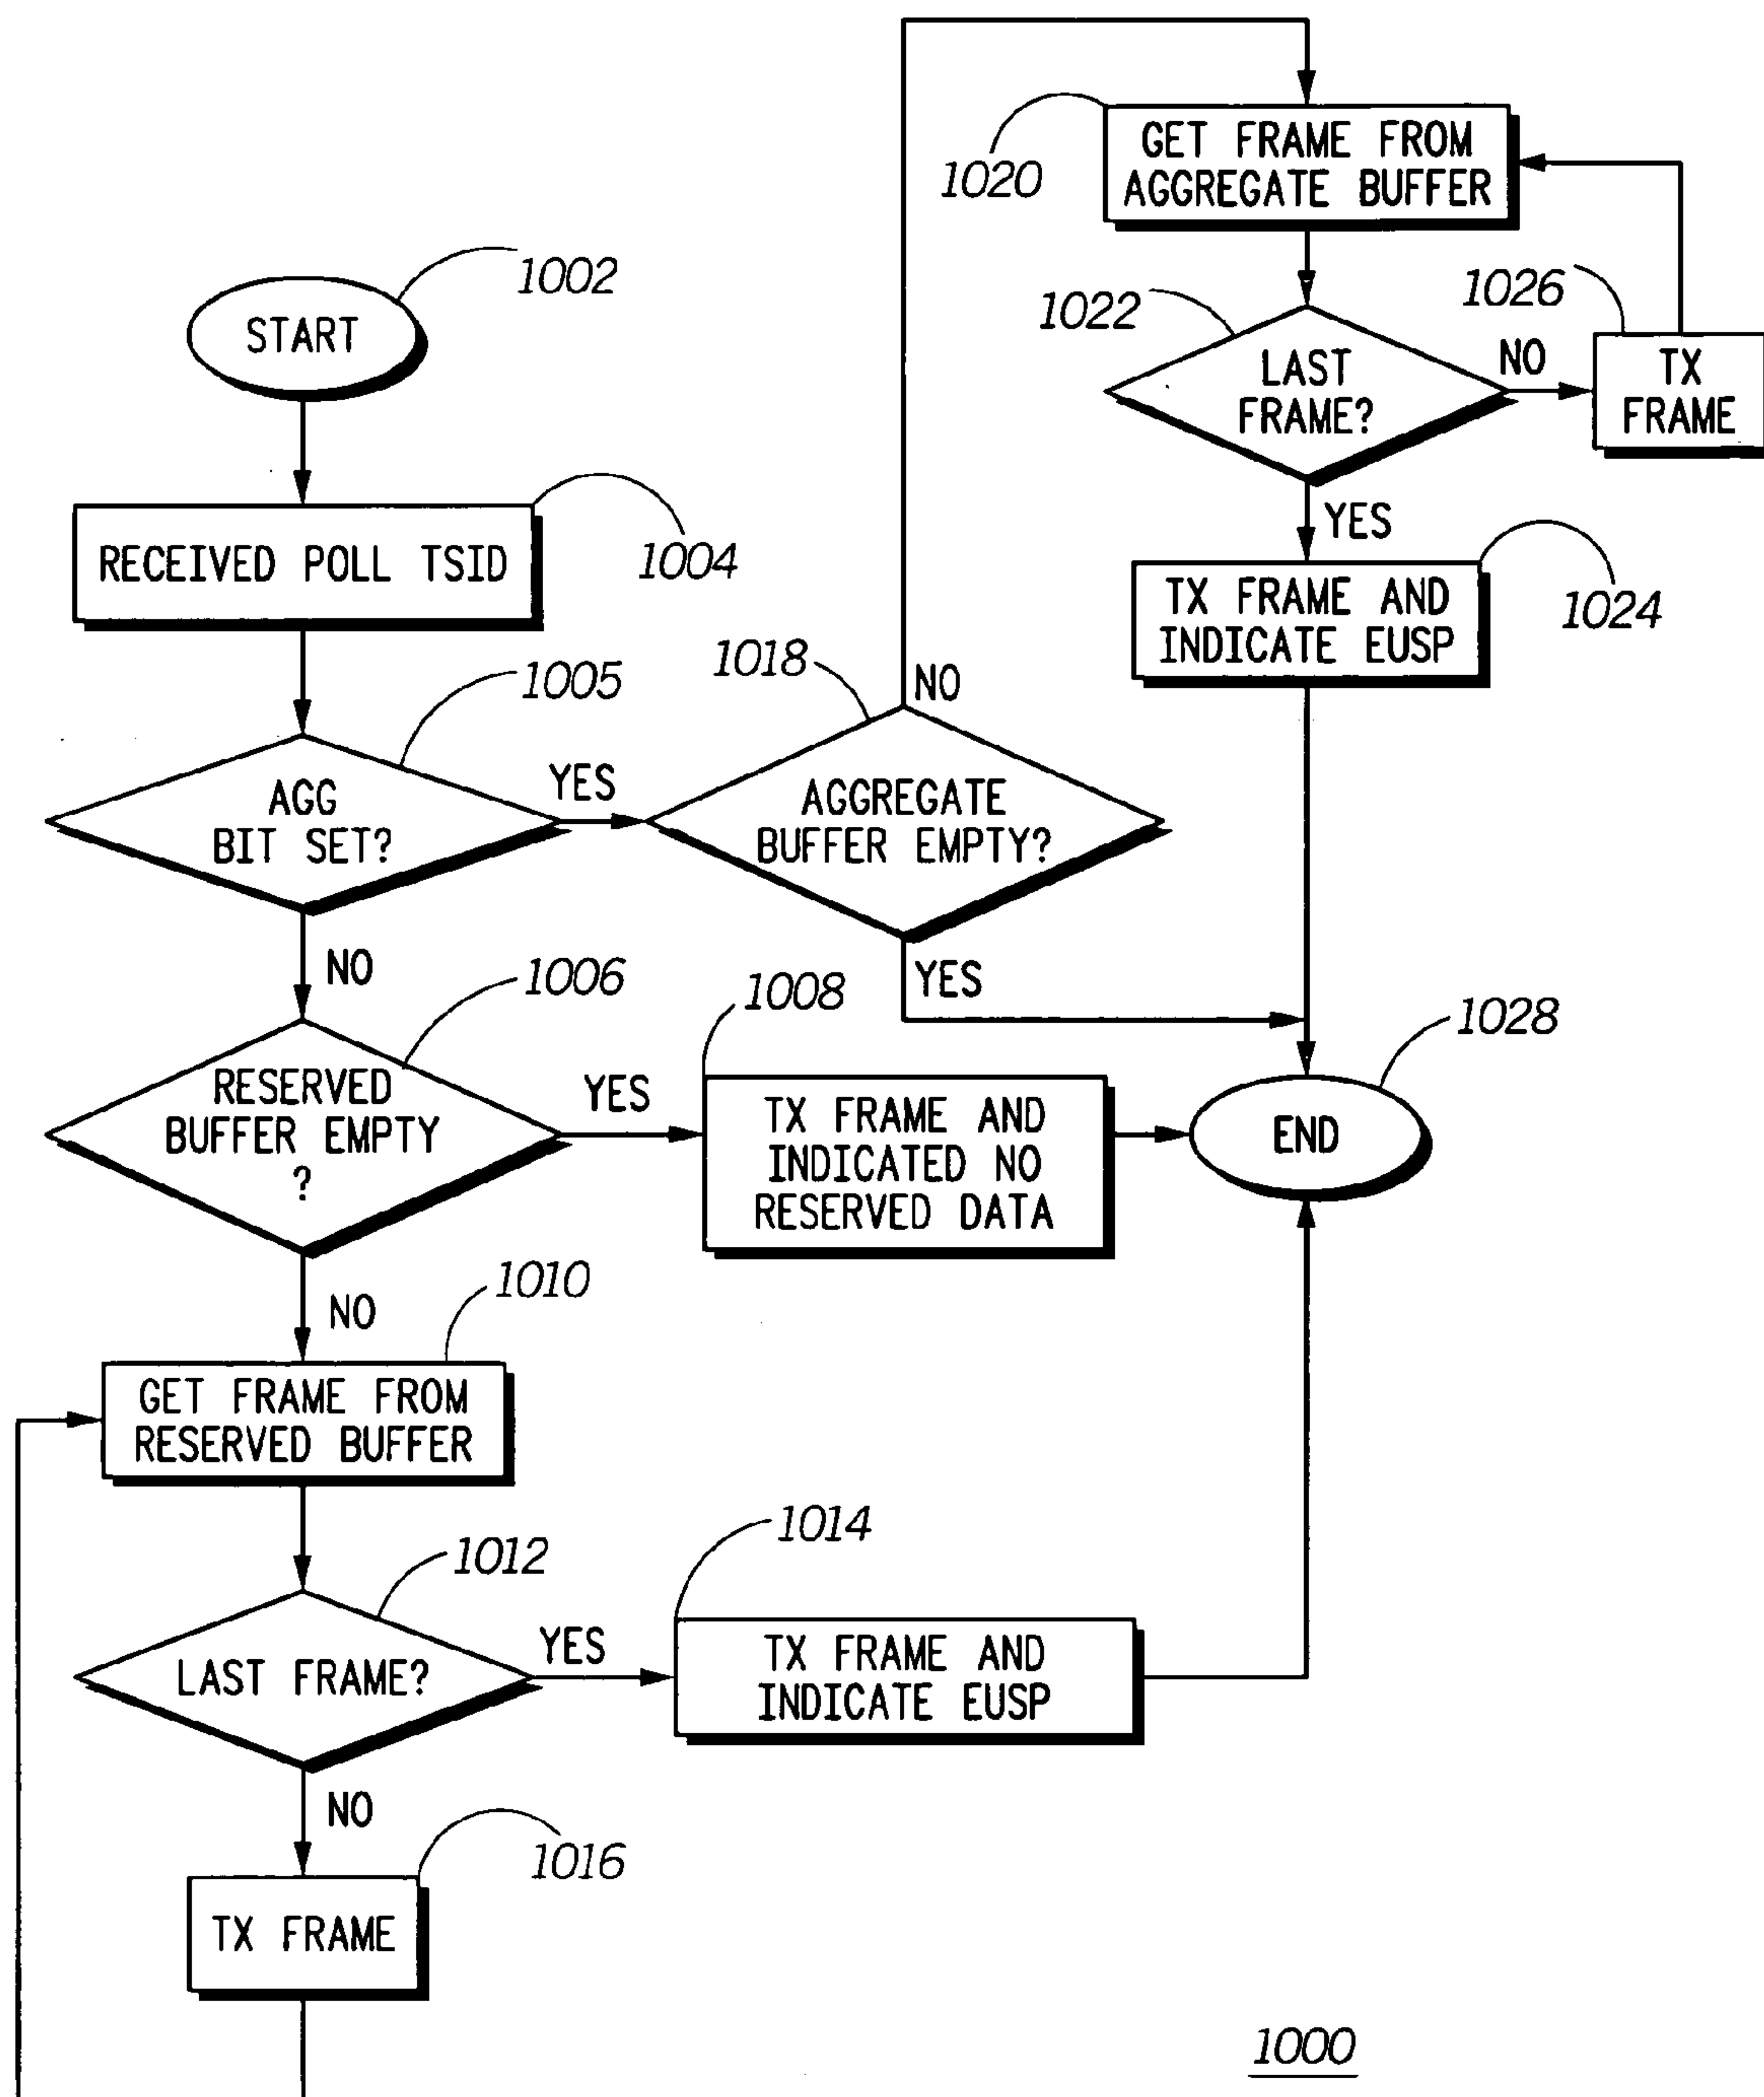 START
1002
RECEIVED POLL TSID
1004
AGG
BIT SET?
1005
YES
NO
AGGREGATE
BUFFER EMPTY?
1018
NO
YES
GET FRAME FROM
AGGREGATE BUFFER
1020
LAST
FRAME?
1022
NO
YES
TX
FRAME
1026
TX FRAME AND
INDICATE EUSP
1024
RESERVED
BUFFER EMPTY
?
1006
YES
NO
TX FRAME AND
INDICATED NO
RESERVED DATA
1008
END
1028
GET FRAME FROM
RESERVED BUFFER
1010
LAST FRAME?
1012
YES
NO
TX FRAME AND
INDICATE EUSP
1014
TX FRAME
1016
1000